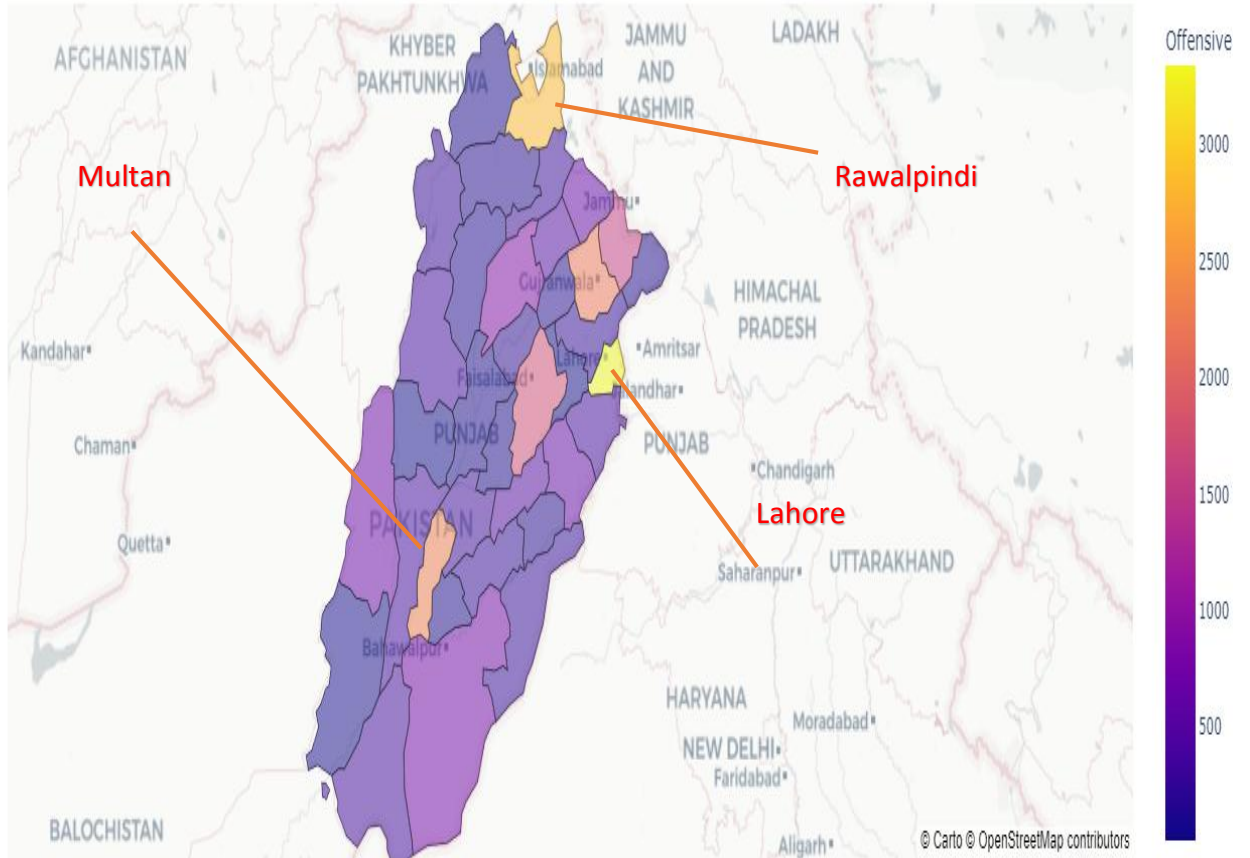 AFGHANISTAN
KHYBER
PAKHTUNKHWA
Islamabad
JAMMU
AND
KASHMIR
LADAKH
Offensive
3000
2500
2000
1500
1000
500
Multan
Rawalpindi
Jammu
Gujranwala
HIMACHAL
PRADESH
Kandahar
Lahore
Amritsar
Faisalabad
Jalandhar
Chaman
PUNJAB
PUNJAB
Chandigarh
Lahore
PAKISTAN
Quetta
Saharanpur
UTTARAKHAND
Bahawalpur
HARYANA
Moradabad
NEW DELHI
Faridabad
BALOCHISTAN
Aligarh
© Carto © OpenStreetMap contributors